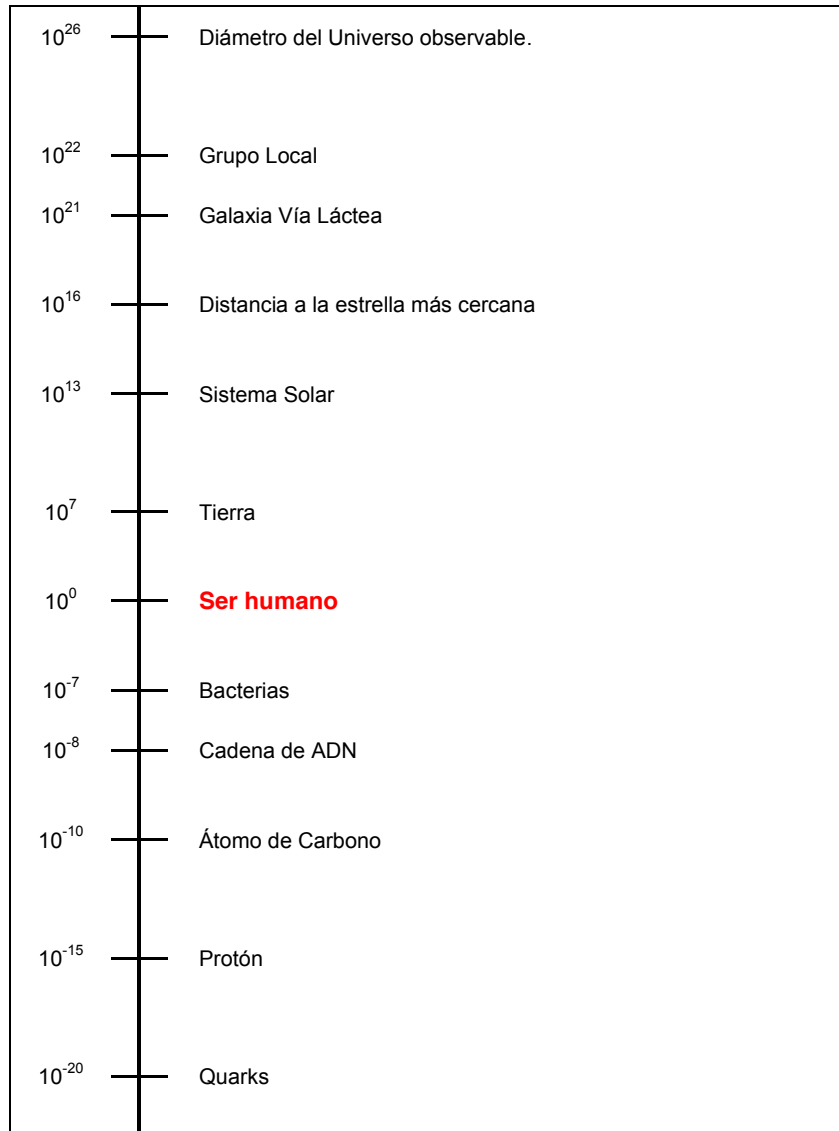 10^26 Diámetro del Universo observable.
10^22 Grupo Local
10^21 Galaxia Vía Láctea
10^16 Distancia a la estrella más cercana
10^13 Sistema Solar
10^7 Tierra
10^0 Ser humano
10^-7 Bacterias
10^-8 Cadena de ADN
10^-10 Átomo de Carbono
10^-15 Protón
10^-20 Quarks